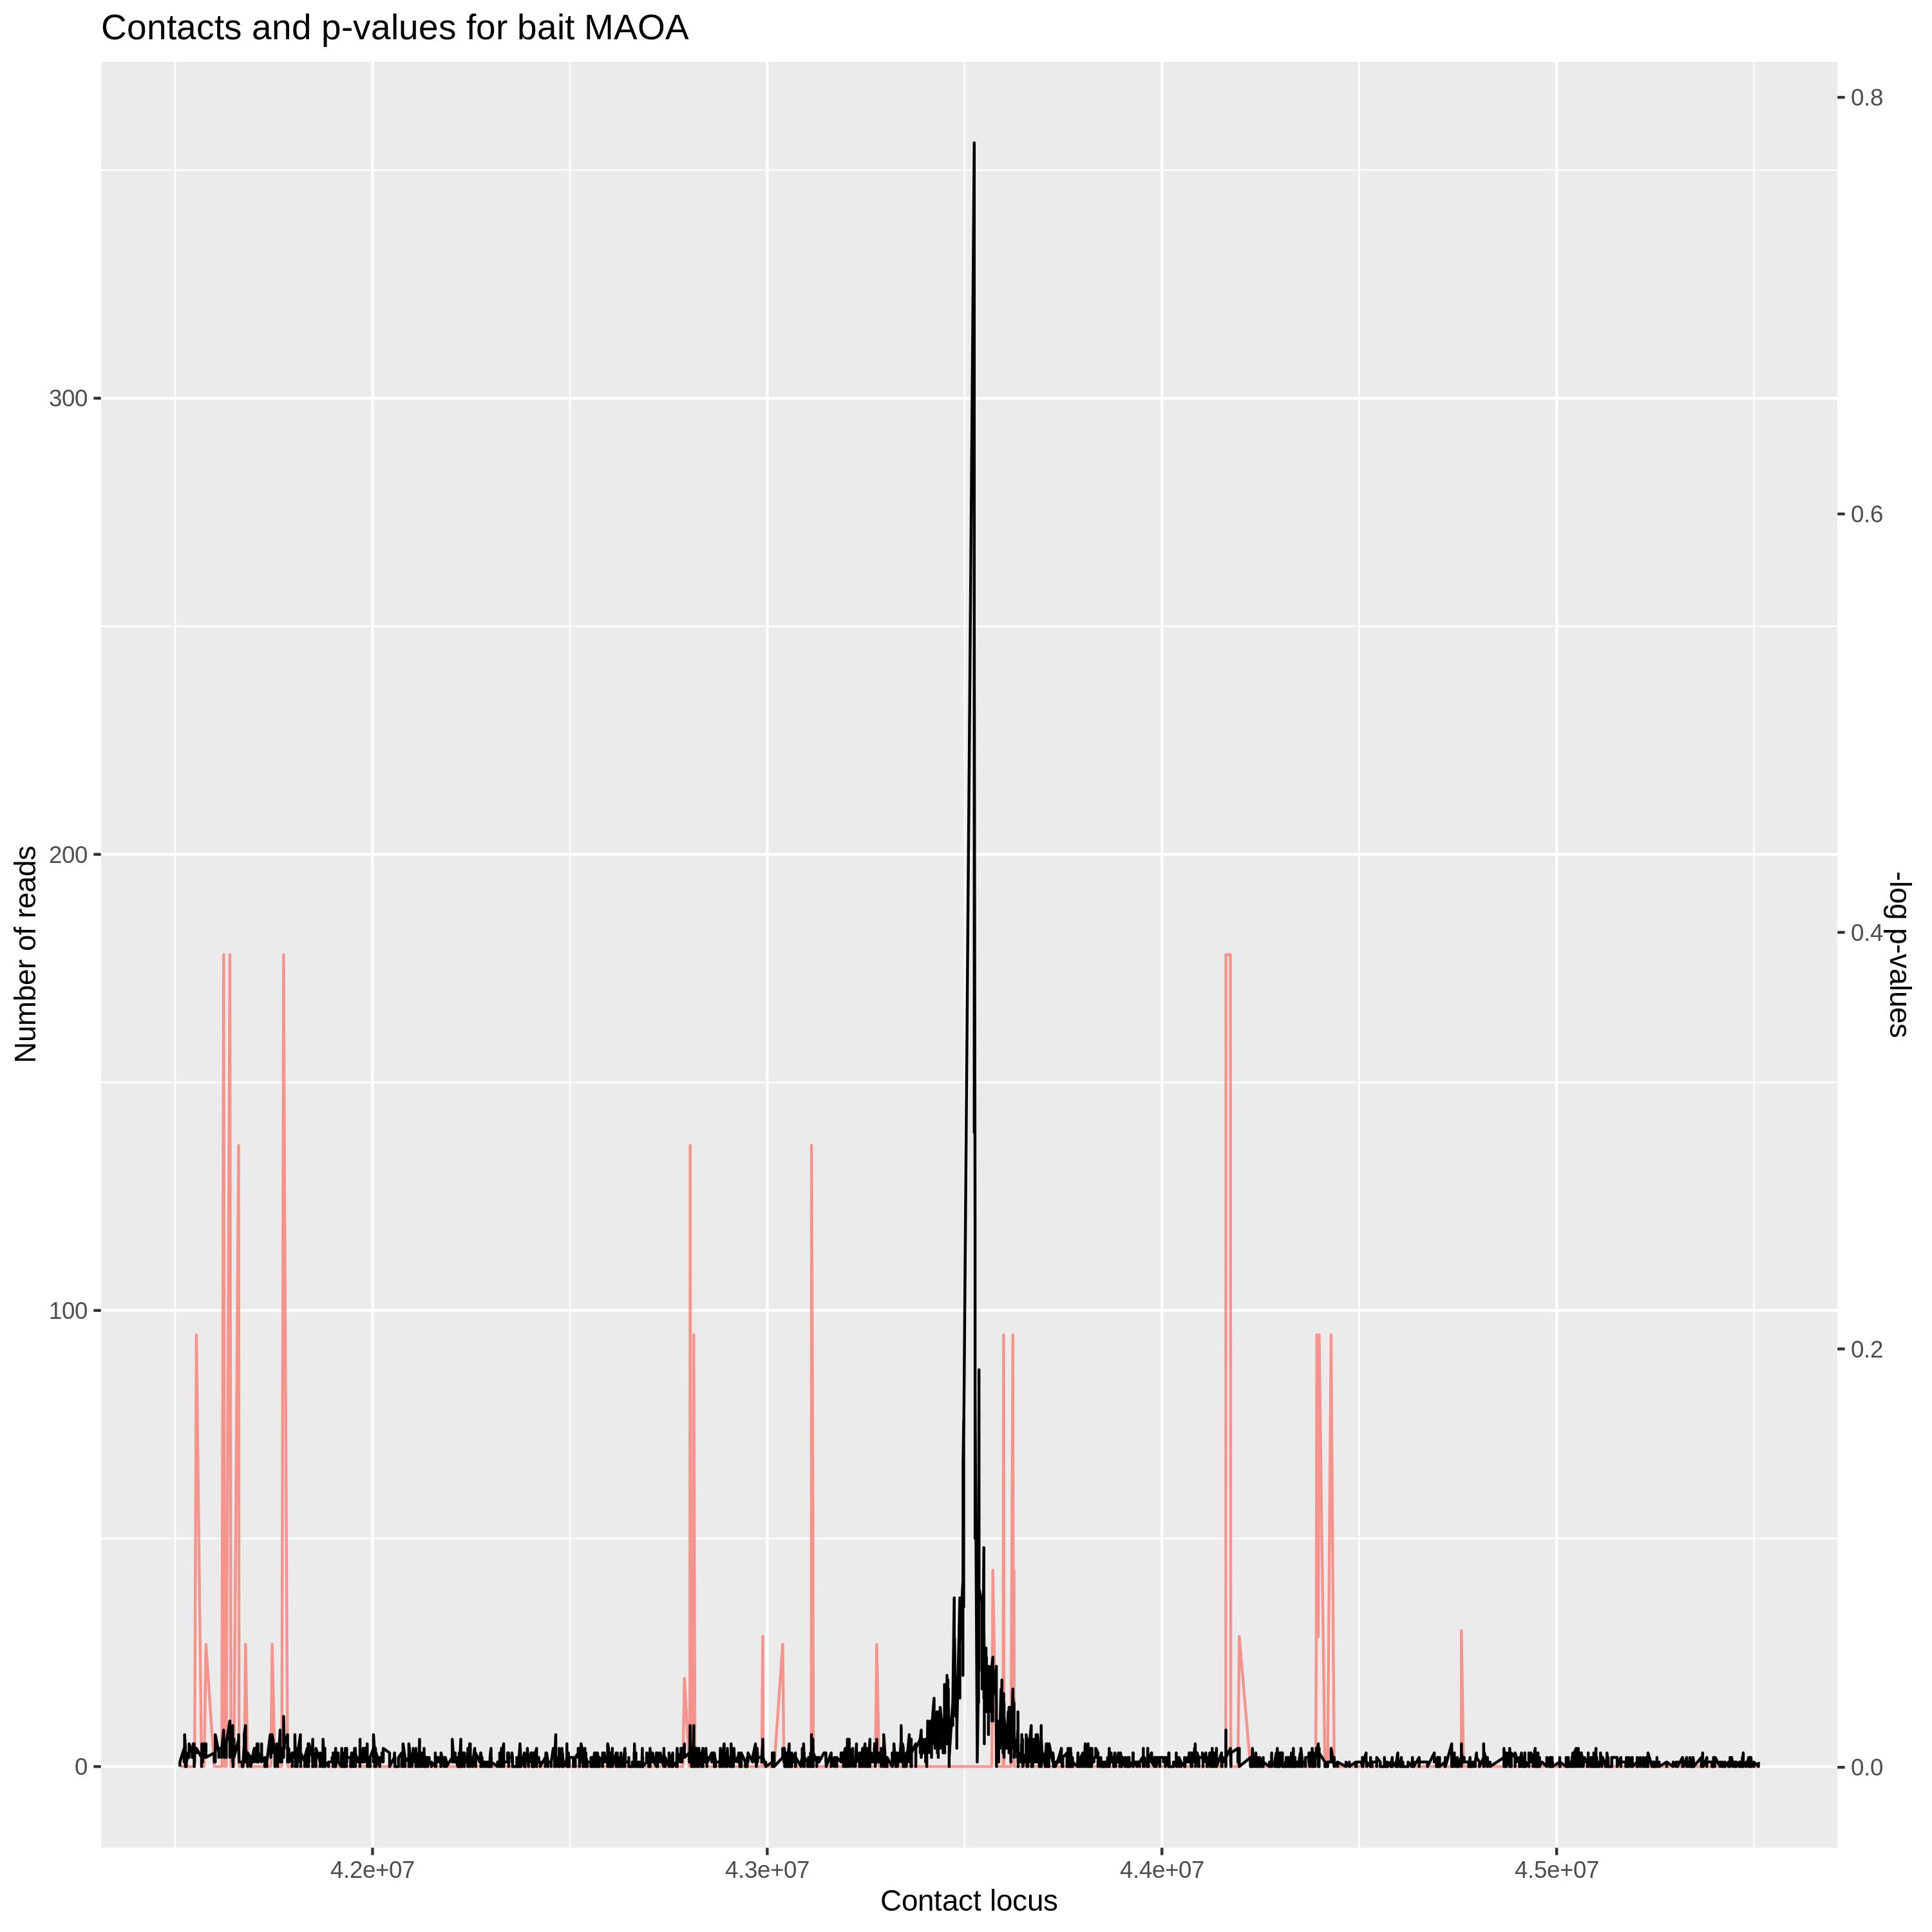 Contacts and p-values for bait MAOA
0.8
0.6
300
200
Number of reads
0.4
-log p-values
100
0.2
0
0.0
4.2e+07
4.3e+07
4.4e+07
4.5e+07
Contact locus